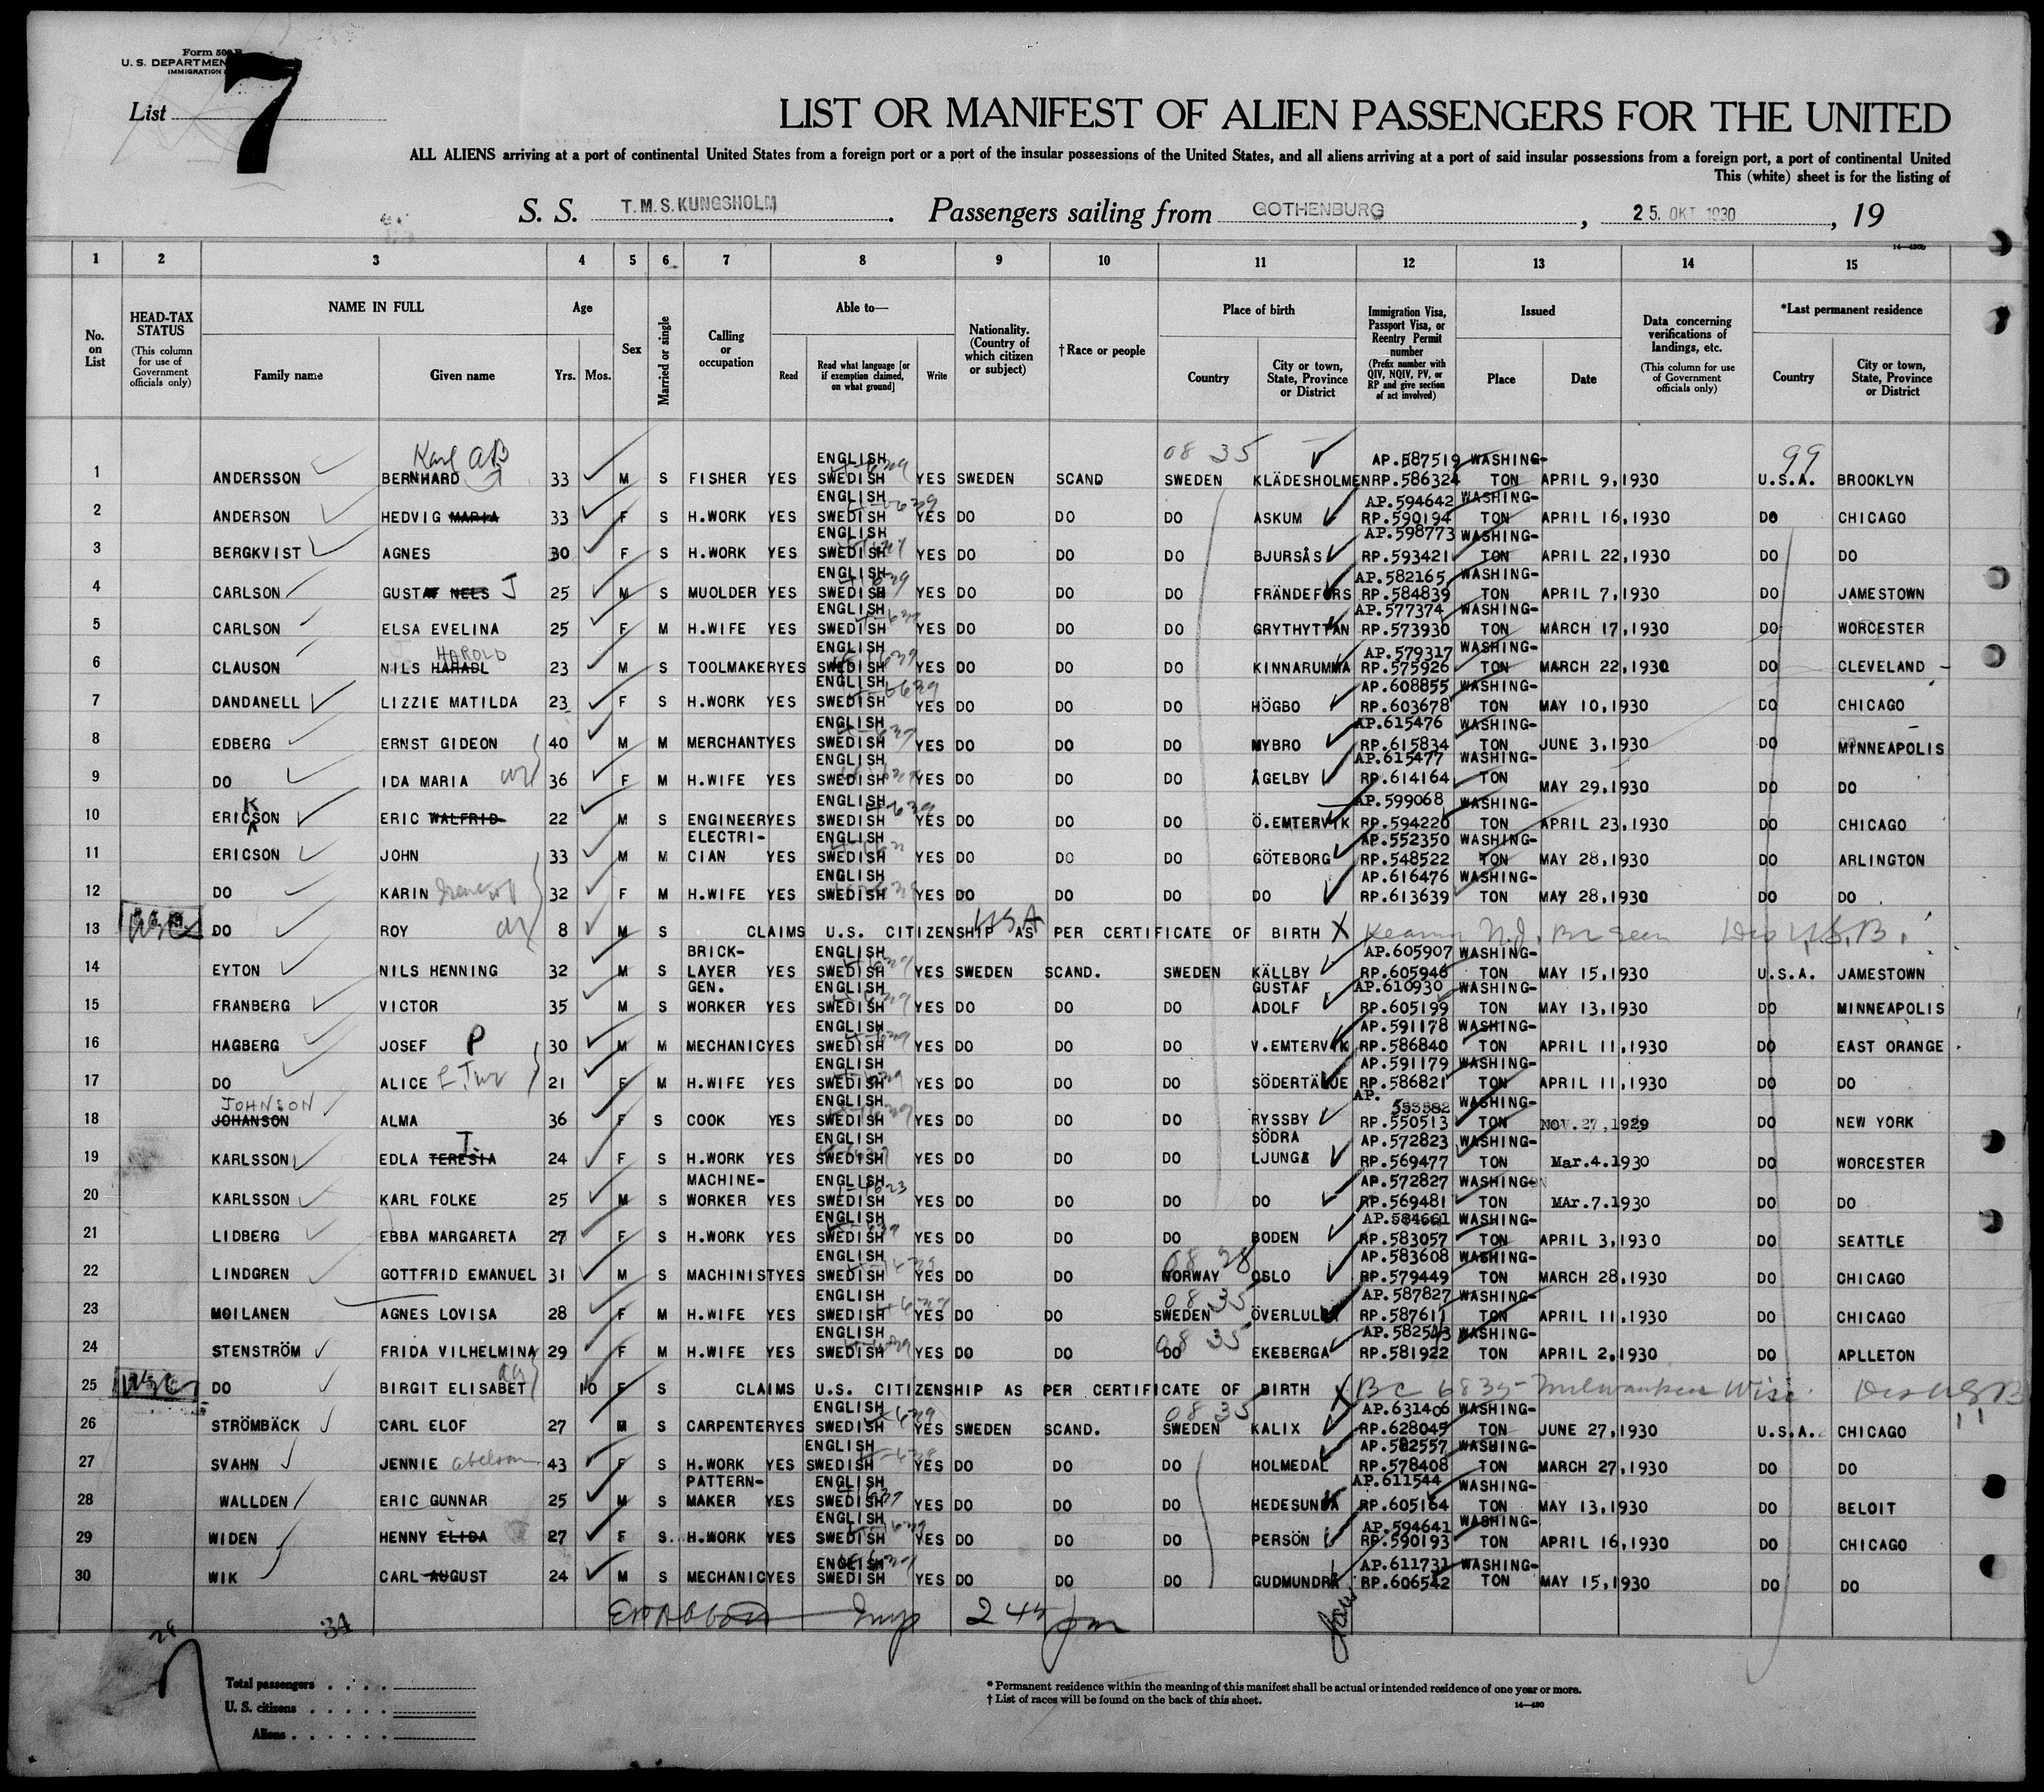 Form 500 B
U. S. DEPARTMEN
IMMIGRATION
List 7
LIST OR MANIFEST OF ALIEN PASSENGERS FOR THE UNITED
ALL ALIENS arriving at a port of continental United States from a foreign port or a port of the insular possessions of the United States, and all aliens arriving at a port of said insular possessions from a foreign port, a port of continental United
This (white) sheet is for the listing of
S. S. T.M.S. KUNGSHOLM. Passengers sailing from GOTHENBURG, 25. OKT 1930, 19
14—430b
1 2 3 4 5 6 7 8 9 10 11 12 13 14 15
No. on List
HEAD-TAX STATUS (This column for use of Government officials only)
NAME IN FULL
Family name Given name
Age
Yrs. Mos.
Sex
Married or single
Calling or occupation
Able to—
Read Read what language [or if exemption claimed, on what ground] Write
Nationality. (Country of which citizen or subject)
†Race or people
Place of birth
Country City or town, State, Province or District
Immigration Visa, Passport Visa, or Reentry Permit number (Prefix number with QIV, NQIV, PV, or RP and give section of act involved)
Issued
Place Date
Data concerning verifications of landings, etc. (This column for use of Government officials only)
*Last permanent residence
Country City or town, State, Province or District
Karl 08 35 99
1 ANDERSSON BERNHARD 33 M S FISHER YES ENGLISH SWEDISH YES SWEDEN SCAND SWEDEN KLÄDESHOLMEN AP.587519 RP.586324 WASHINGTON APRIL 9,1930 U.S.A. BROOKLYN
2 ANDERSON HEDVIG MARIA 33 F S H.WORK YES ENGLISH SWEDISH YES DO DO DO ASKUM AP.594642 RP.590194 WASHING-TON APRIL 16,1930 DO CHICAGO
3 BERGKVIST AGNES 30 F S H.WORK YES ENGLISH SWEDISH YES DO DO DO BJURSÅS AP.598773 RP.593421 WASHING-TON APRIL 22,1930 DO DO
4 CARLSON GUSTAF NELS J 25 M S MUOLDER YES ENGLISH SWEDISH YES DO DO DO FRÄNDEFORS AP.582165 RP.584839 WASHING-TON APRIL 7,1930 DO JAMESTOWN
5 CARLSON ELSA EVELINA 25 F M H.WIFE YES ENGLISH SWEDISH YES DO DO DO GRYTHYTTAN AP.577374 RP.573930 WASHING-TON MARCH 17,1930 DO WORCESTER
6 CLAUSON NILS HARADL HAROLD 23 M S TOOLMAKER YES ENGLISH SWEDISH YES DO DO DO KINNARUMMA AP.579317 RP.575926 WASHING-TON MARCH 22,1930 DO CLEVELAND
7 DANDANELL LIZZIE MATILDA 23 F S H.WORK YES ENGLISH SWEDISH YES DO DO DO HÖGBO AP.608855 RP.603678 WASHING-TON MAY 10,1930 DO CHICAGO
8 EDBERG ERNST GIDEON 40 M M MERCHANT YES ENGLISH SWEDISH YES DO DO DO NYBRO AP.615476 RP.615834 WASHING-TON JUNE 3,1930 DO MINNEAPOLIS
9 DO IDA MARIA 36 F M H.WIFE YES ENGLISH SWEDISH YES DO DO DO ÅGELBY AP.615477 RP.614164 WASHING-TON MAY 29,1930 DO DO
10 ERICSON K ERIC WALFRID 22 M S ENGINEER YES ENGLISH SWEDISH YES DO DO DO Ö.EMTERVIK AP.599068 RP.594220 WASHING-TON APRIL 23,1930 DO CHICAGO
11 ERICSON JOHN 33 M M ELECTRI-CIAN YES ENGLISH SWEDISH YES DO DO DO GÖTEBORG AP.552350 RP.548522 WASHING-TON MAY 28,1930 DO ARLINGTON
12 DO KARIN 32 F M H.WIFE YES ENGLISH SWEDISH YES DO DO DO DO AP.616476 RP.613639 WASHING-TON MAY 28,1930 DO DO
13 DO ROY 8 M S CLAIMS U.S. CITIZENSHIP AS PER CERTIFICATE OF BIRTH X USA Kearny N.J.
14 EYTON NILS HENNING 32 M S BRICK-LAYER YES ENGLISH SWEDISH YES SWEDEN SCAND. SWEDEN KÄLLBY AP.605907 RP.605946 WASHING-TON MAY 15,1930 U.S.A. JAMESTOWN
15 FRANBERG VICTOR 35 M S GEN. WORKER YES ENGLISH SWEDISH YES DO DO DO GUSTAF ADOLF AP.610930 RP.605199 WASHING-TON MAY 13,1930 DO MINNEAPOLIS
16 HAGBERG JOSEF P 30 M M MECHANIC YES ENGLISH SWEDISH YES DO DO DO V.EMTERVIK AP.591178 RP.586840 WASHING-TON APRIL 11,1930 DO EAST ORANGE
17 DO ALICE 21 F M H.WIFE YES ENGLISH SWEDISH YES DO DO DO SÖDERTÄLJE AP.591179 RP.586821 WASHING-TON APRIL 11,1930 DO DO
18 JOHNSON JOHANSON ALMA 36 F S COOK YES ENGLISH SWEDISH YES DO DO DO RYSSBY AP. 553582 RP.550513 WASHING-TON NOV.27,1929 DO NEW YORK
19 KARLSSON EDLA TERESIA T. 24 F S H.WORK YES ENGLISH SWEDISH YES DO DO DO SÖDRA LJUNGA AP.572823 RP.569477 WASHING-TON Mar.4.1930 DO WORCESTER
20 KARLSSON KARL FOLKE 25 M S MACHINE-WORKER YES ENGLISH SWEDISH YES DO DO DO DO AP.572827 RP.569481 WASHING-TON MAr.7.1930 DO DO
21 LIDBERG EBBA MARGARETA 27 F S H.WORK YES ENGLISH SWEDISH YES DO DO DO BODEN AP.584661 RP.583057 WASHING-TON APRIL 3,1930 DO SEATTLE
08 28
22 LINDGREN GOTTFRID EMANUEL 31 M S MACHINIST YES ENGLISH SWEDISH YES DO DO NORWAY OSLO AP.583608 RP.579449 WASHING-TON MARCH 28,1930 DO CHICAGO
08 35
23 MOILANEN AGNES LOVISA 28 F M H.WIFE YES ENGLISH SWEDISH YES DO DO SWEDEN ÖVERLULEA AP.587827 RP.587611 WASHING-TON APRIL 11,1930 DO CHICAGO
08 35
24 STENSTRÖM FRIDA VILHELMINA 29 F M H.WIFE YES ENGLISH SWEDISH YES DO DO DO EKEBERGA RP.581922 WASHING-TON APRIL 2,1930 DO APLLETON
25 DO BIRGIT ELISABET 10 F S CLAIMS U.S. CITIZENSHIP AS PER CERTIFICATE OF BIRTH X BC 6835 Milwaukee Wisc.
08 35
26 STRÖMBÄCK CARL ELOF 27 M S CARPENTER YES ENGLISH SWEDISH YES SWEDEN SCAND. SWEDEN KALIX AP.631406 RP.628045 WASHING-TON JUNE 27,1930 U.S.A. CHICAGO
27 SVAHN JENNIE Abelson 43 F S H.WORK YES ENGLISH SWEDISH YES DO DO DO HOLMEDAL AP.582557 RP.578408 WASHING-TON MARCH 27,1930 DO DO
28 WALLDEN ERIC GUNNAR 25 M S PATTERN-MAKER YES ENGLISH SWEDISH YES DO DO DO HEDESUNDA AP.611544 RP.605164 WASHING-TON MAY 13,1930 DO BELOIT
29 WIDEN HENNY ELIDA 27 F S. H.WORK YES ENGLISH SWEDISH YES DO DO DO PERSÖN AP.594641 RP.590193 WASHING-TON APRIL 16,1930 DO CHICAGO
30 WIK CARL AUGUST 24 M S MECHANIC YES ENGLISH SWEDISH YES DO DO DO GUDMUNDRA AP.611731 RP.606542 WASHING-TON MAY 15,1930 DO DO
Insp 245 pm
34
Total passengers
U.S. citizens
Aliens
* Permanent residence within the meaning of this manifest shall be actual or intended residence of one year or more.
† List of races will be found on the back of this sheet.
14—430